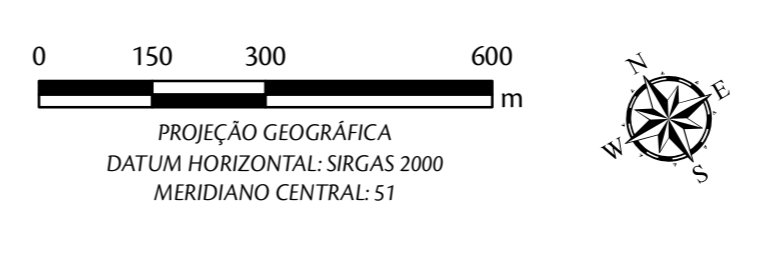 0 150 300 600
m
PROJEÇÃO GEOGRÁFICA
DATUM HORIZONTAL: SIRGAS 2000
MERIDIANO CENTRAL: 51
N
E
W
S